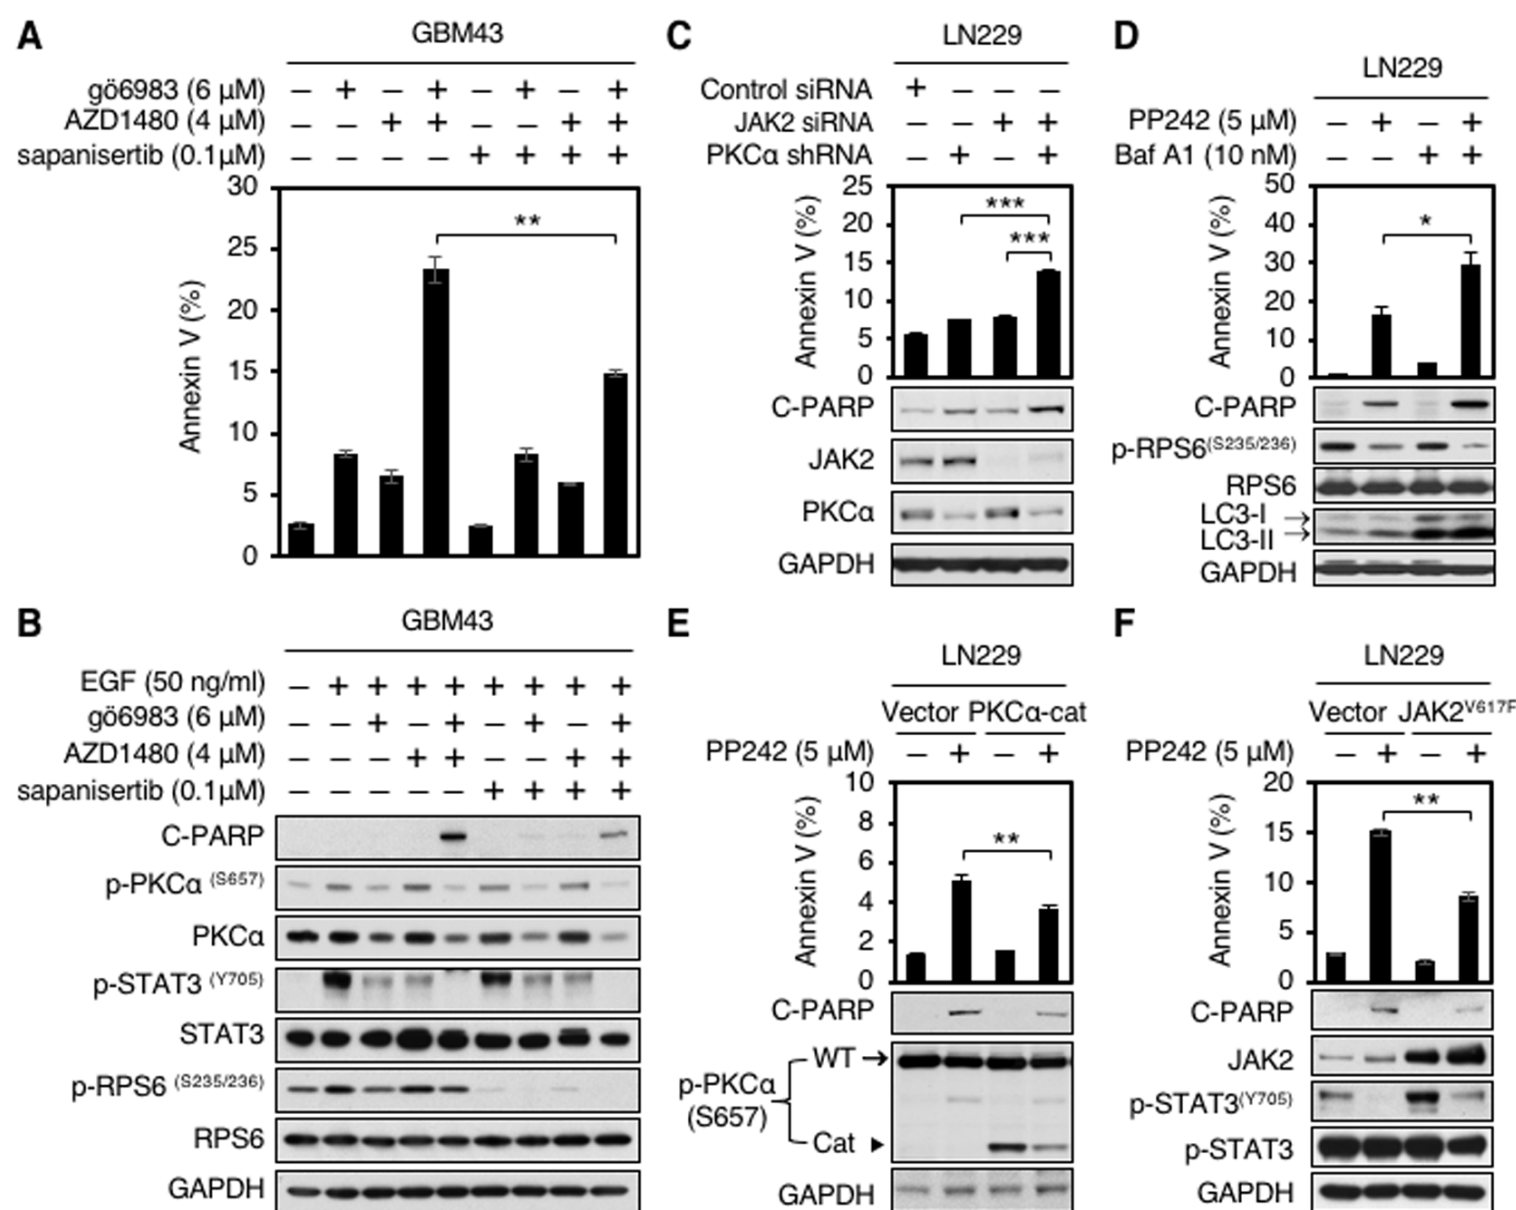 A
GBM43
gö6983 (6 µM) – + – + – + – +
AZD1480 (4 µM) – – + + – – + +
sapanisertib (0.1µM) – – – – + + + +
Annexin V (%)
30
25
20
15
10
5
0
**
B
GBM43
EGF (50 ng/ml) – + + + + + + + +
gö6983 (6 µM) – – + – + – + – +
AZD1480 (4 µM) – – – + + – – + +
sapanisertib (0.1µM) – – – – – + + + +
C-PARP
p-PKCα (S657)
PKCα
p-STAT3 (Y705)
STAT3
p-RPS6 (S235/236)
RPS6
GAPDH
C
LN229
Control siRNA + – – –
JAK2 siRNA – – + +
PKCα shRNA – + – +
Annexin V (%)
25
20
15
10
5
0
***
***
C-PARP
JAK2
PKCα
GAPDH
D
LN229
PP242 (5 µM) – + – +
Baf A1 (10 nM) – – + +
Annexin V (%)
50
40
30
20
10
0
*
C-PARP
p-RPS6(S235/236)
RPS6
LC3-I →
LC3-II →
GAPDH
E
LN229
Vector PKCα-cat
PP242 (5 µM) – + – +
Annexin V (%)
10
8
6
4
2
0
**
C-PARP
WT →
p-PKCα
(S657)
Cat ▶
GAPDH
F
LN229
Vector JAK2V617F
PP242 (5 µM) – + – +
Annexin V (%)
20
15
10
5
0
**
C-PARP
JAK2
p-STAT3(Y705)
p-STAT3
GAPDH